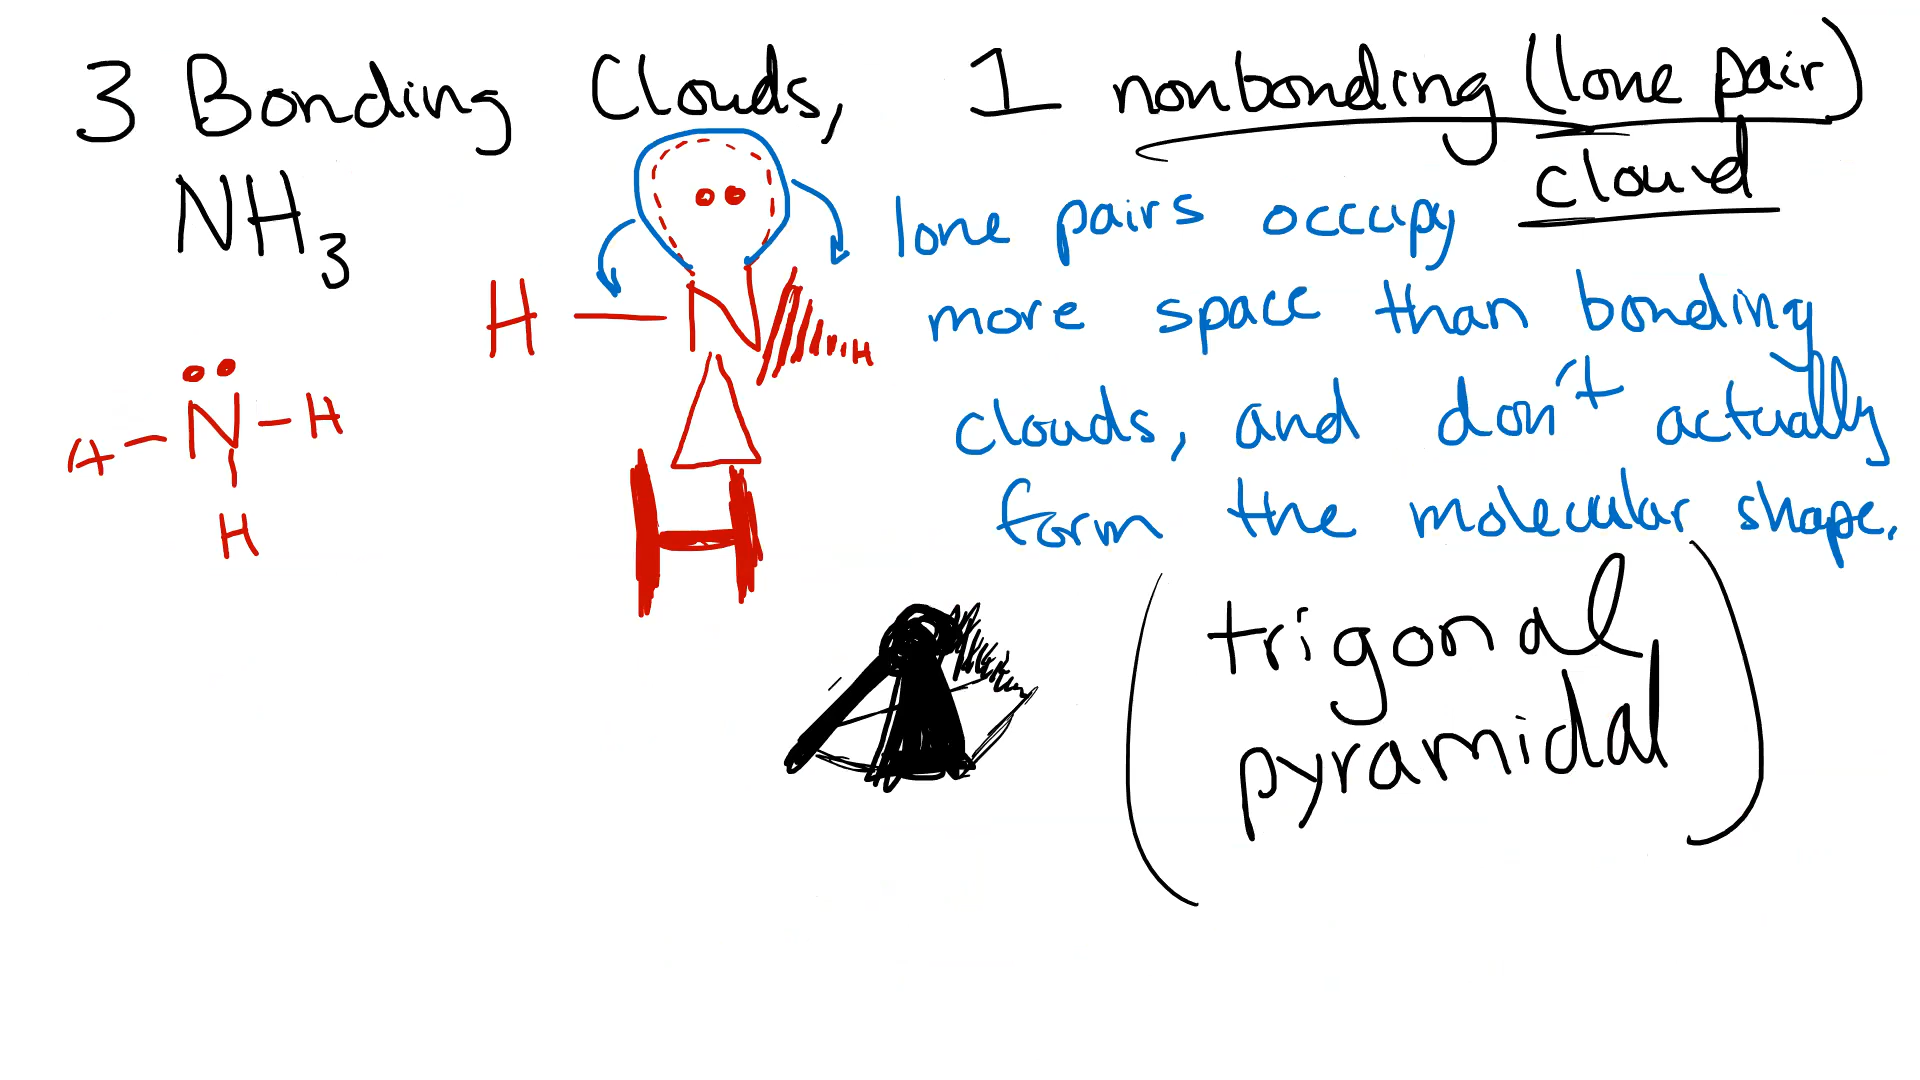 3 Bonding Clouds, 1 nonbonding (lone pair)
cloud
NH3
lone pairs occupy
more space than bonding
clouds, and don't actually
form the molecular shape.
H N H
H
H N H
H
(trigonal
pyramidal)